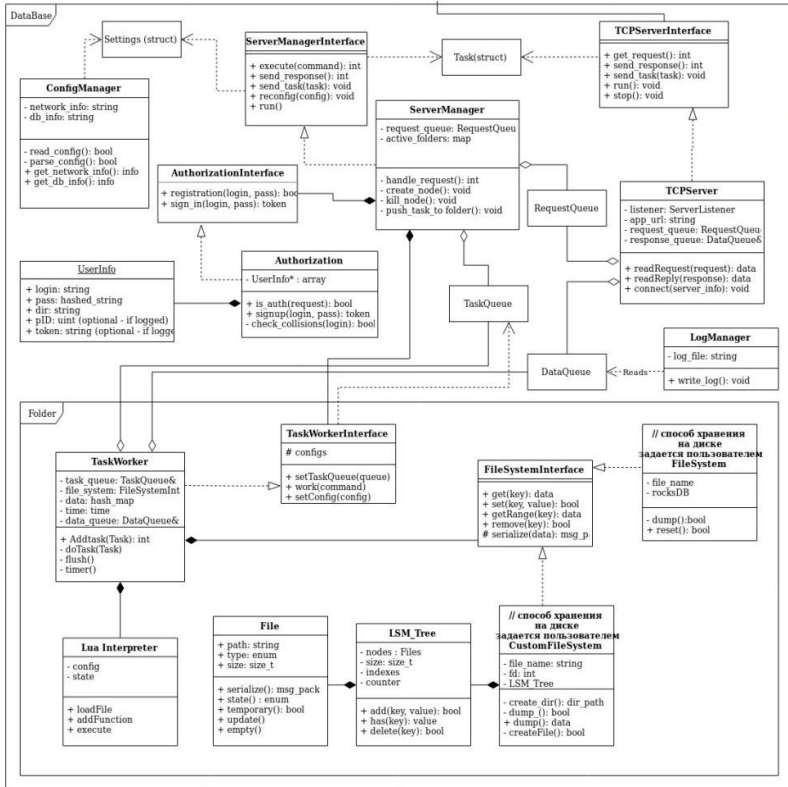 DataBase
Settings (struct)
ServerManagerInterface
+ execute(command): int
+ send_response(): int
+ send_task(task): void
+ reconfig(config): void
+ run()
Task(struct)
TCPServerInterface
+ get_request(): int
+ send_response(): int
+ send_task(task): void
+ run(): void
+ stop(): void
ConfigManager
- network_info: string
- db_info: string
- read_config(): bool
- parse_config(): bool
+ get_network_info(): info
+ get_db_info(): info
ServerManager
- request_queue: RequestQueu
- active_folders: map
- handle_request(): int
- create_node(): void
- kill_node(): void
- push_task_to folder(): void
AuthorizationInterface
+ registration(login, pass): bool
+ sign_in(login, pass): token
RequestQueue
TCPServer
- listener: ServerListener
- app_url: string
- request_queue: RequestQueu
- response_queue: DataQueue&
+ readRequest(request): data
+ readReply(response): data
+ connect(server_info): void
UserInfo
+ login: string
+ pass: hashed_string
+ dir: string
+ pID: uint (optional - if logged)
+ token: string (optional - if logge
Authorization
- UserInfo* : array
+ is_auth(request): bool
+ signup(login, pass): token
- check_collisions(login): bool
TaskQueue
DataQueue
Reads
LogManager
- log_file: string
+ write_log(): void
Folder
TaskWorker
- task_queue: TaskQueue&
- file_system: FileSystemInt
- data: hash_map
- time: time
- data_queue: DataQueue&
+ Addtask(Task): int
- doTask(Task)
- flush()
- timer()
TaskWorkerInterface
# configs
+ setTaskQueue(queue)
+ work(command)
+ setConfig(config)
FileSystemInterface
+ get(key): data
+ set(key, value): bool
+ getRange(key): data
+ remove(key): bool
# serialize(data): msg_p
// способ хранения
на диске
задается пользователем
FileSystem
- file_name
- rocksDB
- dump():bool
+ reset(): bool
Lua Interpreter
- config
- state
+ loadFile
+ addFunction
+ execute
File
+ path: string
+ type: enum
+ size: size_t
+ serialize(): msg_pack
+ state() : enum
+ temporary(): bool
+ update()
+ empty()
LSM_Tree
- nodes : Files
- size: size_t
- indexes
- counter
+ add(key, value): bool
+ has(key): value
+ delete(key): bool
// способ хранения
на диске
задается пользователем
CustomFileSystem
- file_name: string
- fd: int
- LSM_Tree
- create_dir(): dir_path
- dump_(): bool
+ dump(): data
- createFile(): bool